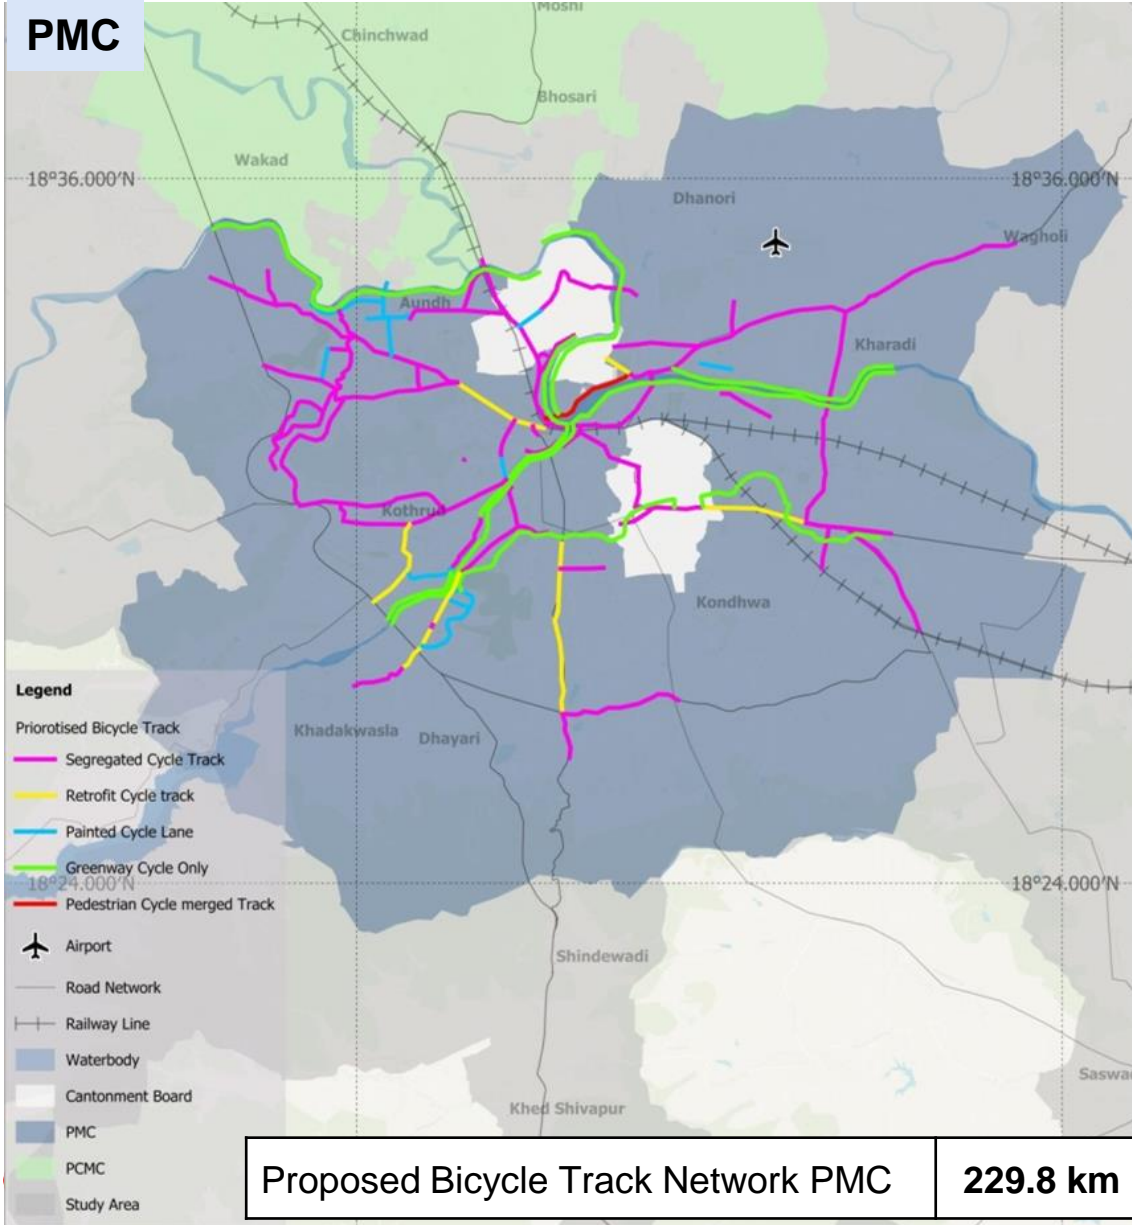 PMC
Moshi
Chinchwad
Bhosari
Wakad
18°36.000'N
18°36.000'N
Dhanori
Wagholi
Aundh
Kharadi
Kothrud
Kondhwa
Khadakwasla
Dhayari
Legend
Priorotised Bicycle Track
Segregated Cycle Track
Retrofit Cycle track
Painted Cycle Lane
Greenway Cycle Only
18°24.000'N
18°24.000'N
Pedestrian Cycle merged Track
Airport
Shindewadi
Road Network
Railway Line
Waterbody
Saswa
Cantonment Board
Khed Shivapur
PMC
PCMC
Study Area
Proposed Bicycle Track Network PMC 229.8 km